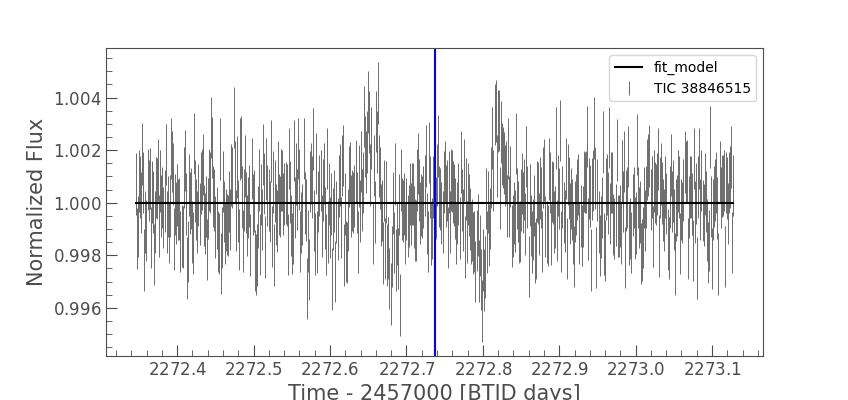 fit_model
TIC 38846515
1.004
1.002
1.000
0.998
0.996
Normalized Flux
2272.4 2272.5 2272.6 2272.7 2272.8 2272.9 2273.0 2273.1
Time - 2457000 [BTJD days]